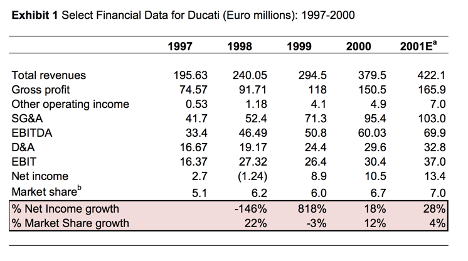 Exhibit 1 Select Financial Data for Ducati (Euro millions): 1997-2000
1997 1998 1999 2000 2001Eᵃ
Total revenues 195.63 240.05 294.5 379.5 422.1
Gross profit 74.57 91.71 118 150.5 165.9
Other operating income 0.53 1.18 4.1 4.9 7.0
SG&A 41.7 52.4 71.3 95.4 103.0
EBITDA 33.4 46.49 50.8 60.03 69.9
D&A 16.67 19.17 24.4 29.6 32.8
EBIT 16.37 27.32 26.4 30.4 37.0
Net income 2.7 (1.24) 8.9 10.5 13.4
Market shareᵇ 5.1 6.2 6.0 6.7 7.0
% Net Income growth -146% 818% 18% 28%
% Market Share growth 22% -3% 12% 4%